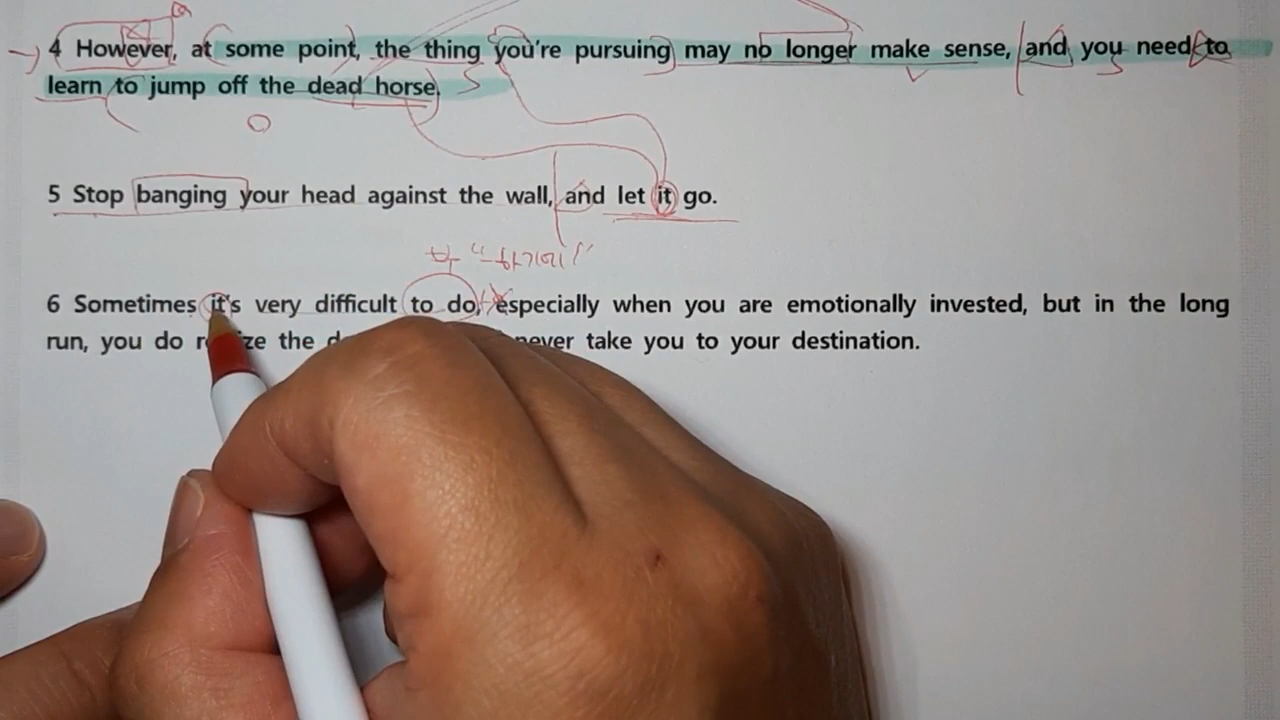 4 However, at some point, the thing you're pursuing may no longer make sense, and you need to
learn to jump off the dead horse.
5 Stop banging your head against the wall, and let it go.
6 Sometimes it's very difficult to do, especially when you are emotionally invested, but in the long
run, you do the never take you to your destination.